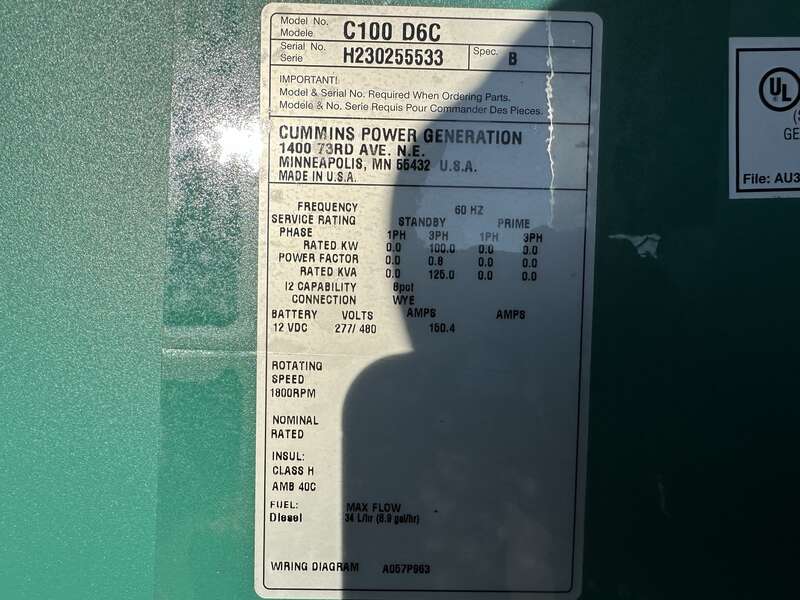 Model No. C100 D6C
Modele
Serial No. H230255533 Spec. B
Serie
IMPORTANT!
Model & Serial No. Required When Ordering Parts.
Modele & No. Serie Requis Pour Commander Des Pieces.
CUMMINS POWER GENERATION
1400 73RD AVE. N.E.
MINNEAPOLIS, MN 55432 U.S.A.
MADE IN U.S.A.
FREQUENCY 60 HZ
SERVICE RATING STANDBY PRIME
PHASE 1PH 3PH 1PH 3PH
RATED KW 0.0 100.0 0.0 0.0
POWER FACTOR 0.0 0.8 0.0 0.0
RATED KVA 0.0 125.0 0.0 0.0
I2 CAPABILITY 8pct
CONNECTION WYE
BATTERY VOLTS AMPS AMPS
12 VDC 277/ 480 150.4
ROTATING
SPEED
1800RPM
NOMINAL
RATED
INSUL:
CLASS H
AMB 40C
FUEL: MAX FLOW
Diesel 34 L/hr (8.9 gal/hr)
WIRING DIAGRAM A057P963
UL
(S
GE
File: AU3